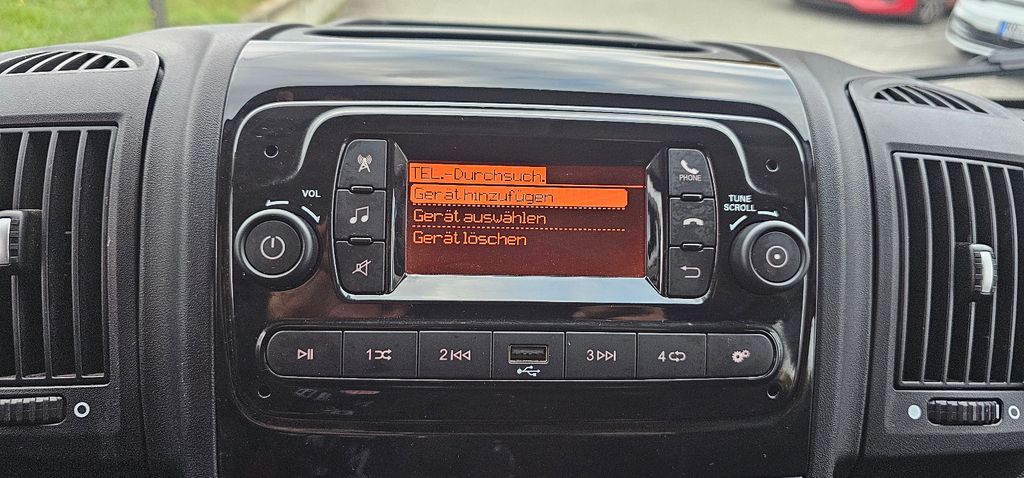 TEL.-Durchsuch.
Gerät hinzufügen
Gerät auswählen
Gerät löschen
VOL
PHONE
TUNE
SCROLL
1
2
3
4